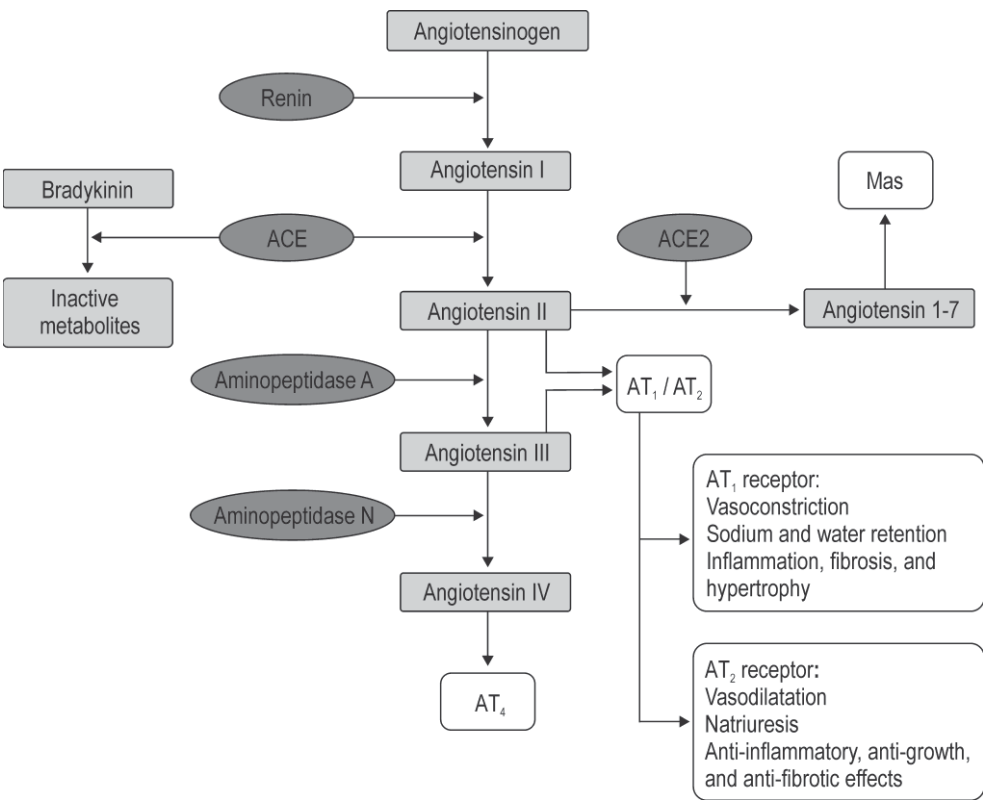 Angiotensinogen
Renin
Angiotensin I
Mas
Bradykinin
ACE
ACE2
Inactive
metabolites
Angiotensin II
Angiotensin 1-7
Aminopeptidase A
AT₁ / AT₂
Angiotensin III
AT₁ receptor:
Vasoconstriction
Sodium and water retention
Inflammation, fibrosis, and
hypertrophy
Aminopeptidase N
Angiotensin IV
AT₂ receptor:
Vasodilatation
Natriuresis
Anti-inflammatory, anti-growth,
and anti-fibrotic effects
AT₄